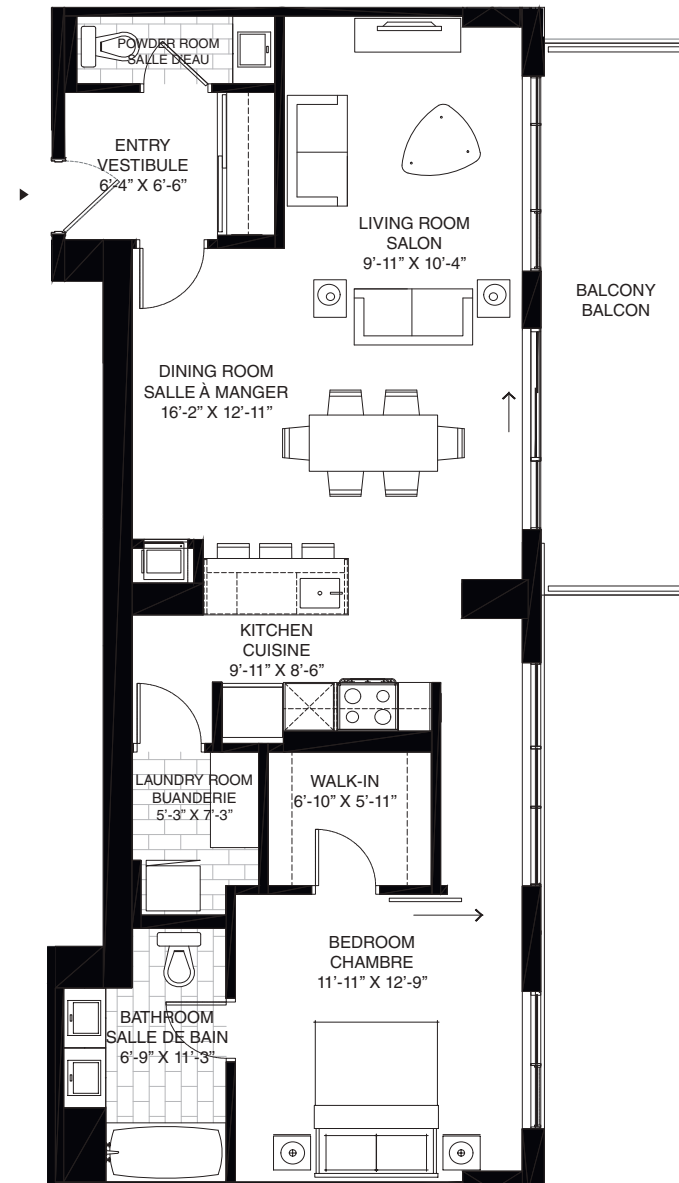 POWDER ROOM
SALLE D'EAU
ENTRY
VESTIBULE
6'-4" X 6'-6"
LIVING ROOM
SALON
9'-11" X 10'-4"
BALCONY
BALCON
DINING ROOM
SALLE À MANGER
16'-2" X 12'-11"
KITCHEN
CUISINE
9'-11" X 8'-6"
LAUNDRY ROOM
BUANDERIE
5'-3" X 7'-3"
WALK-IN
6'-10" X 5'-11"
BEDROOM
CHAMBRE
11'-11" X 12'-9"
BATHROOM
SALLE DE BAIN
6'-9" X 11'-3"